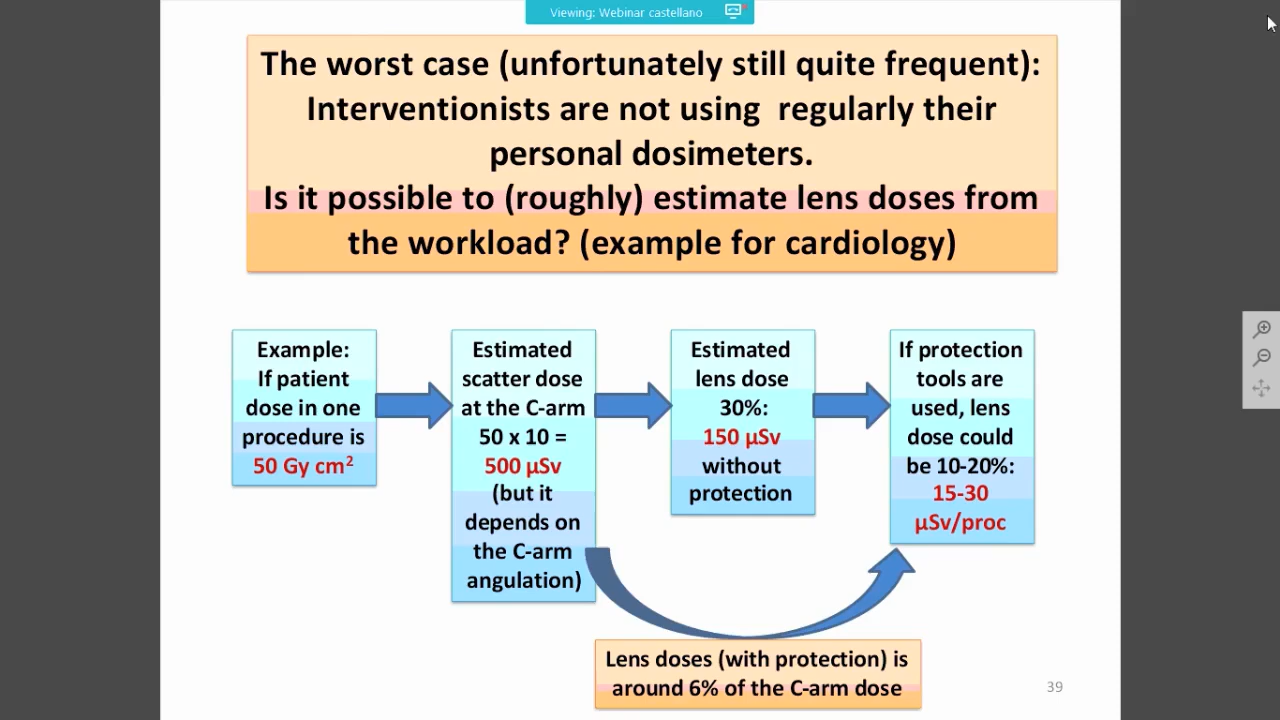 Viewing: Webinar castellano
The worst case (unfortunately still quite frequent):
Interventionists are not using regularly their
personal dosimeters.
Is it possible to (roughly) estimate lens doses from
the workload? (example for cardiology)
Example:
If patient
dose in one
procedure is
50 Gy cm²
Estimated
scatter dose
at the C-arm
50 x 10 =
500 µSv
(but it
depends on
the C-arm
angulation)
Estimated
lens dose
30%:
150 µSv
without
protection
If protection
tools are
used, lens
dose could
be 10-20%:
15-30
µSv/proc
Lens doses (with protection) is
around 6% of the C-arm dose
39